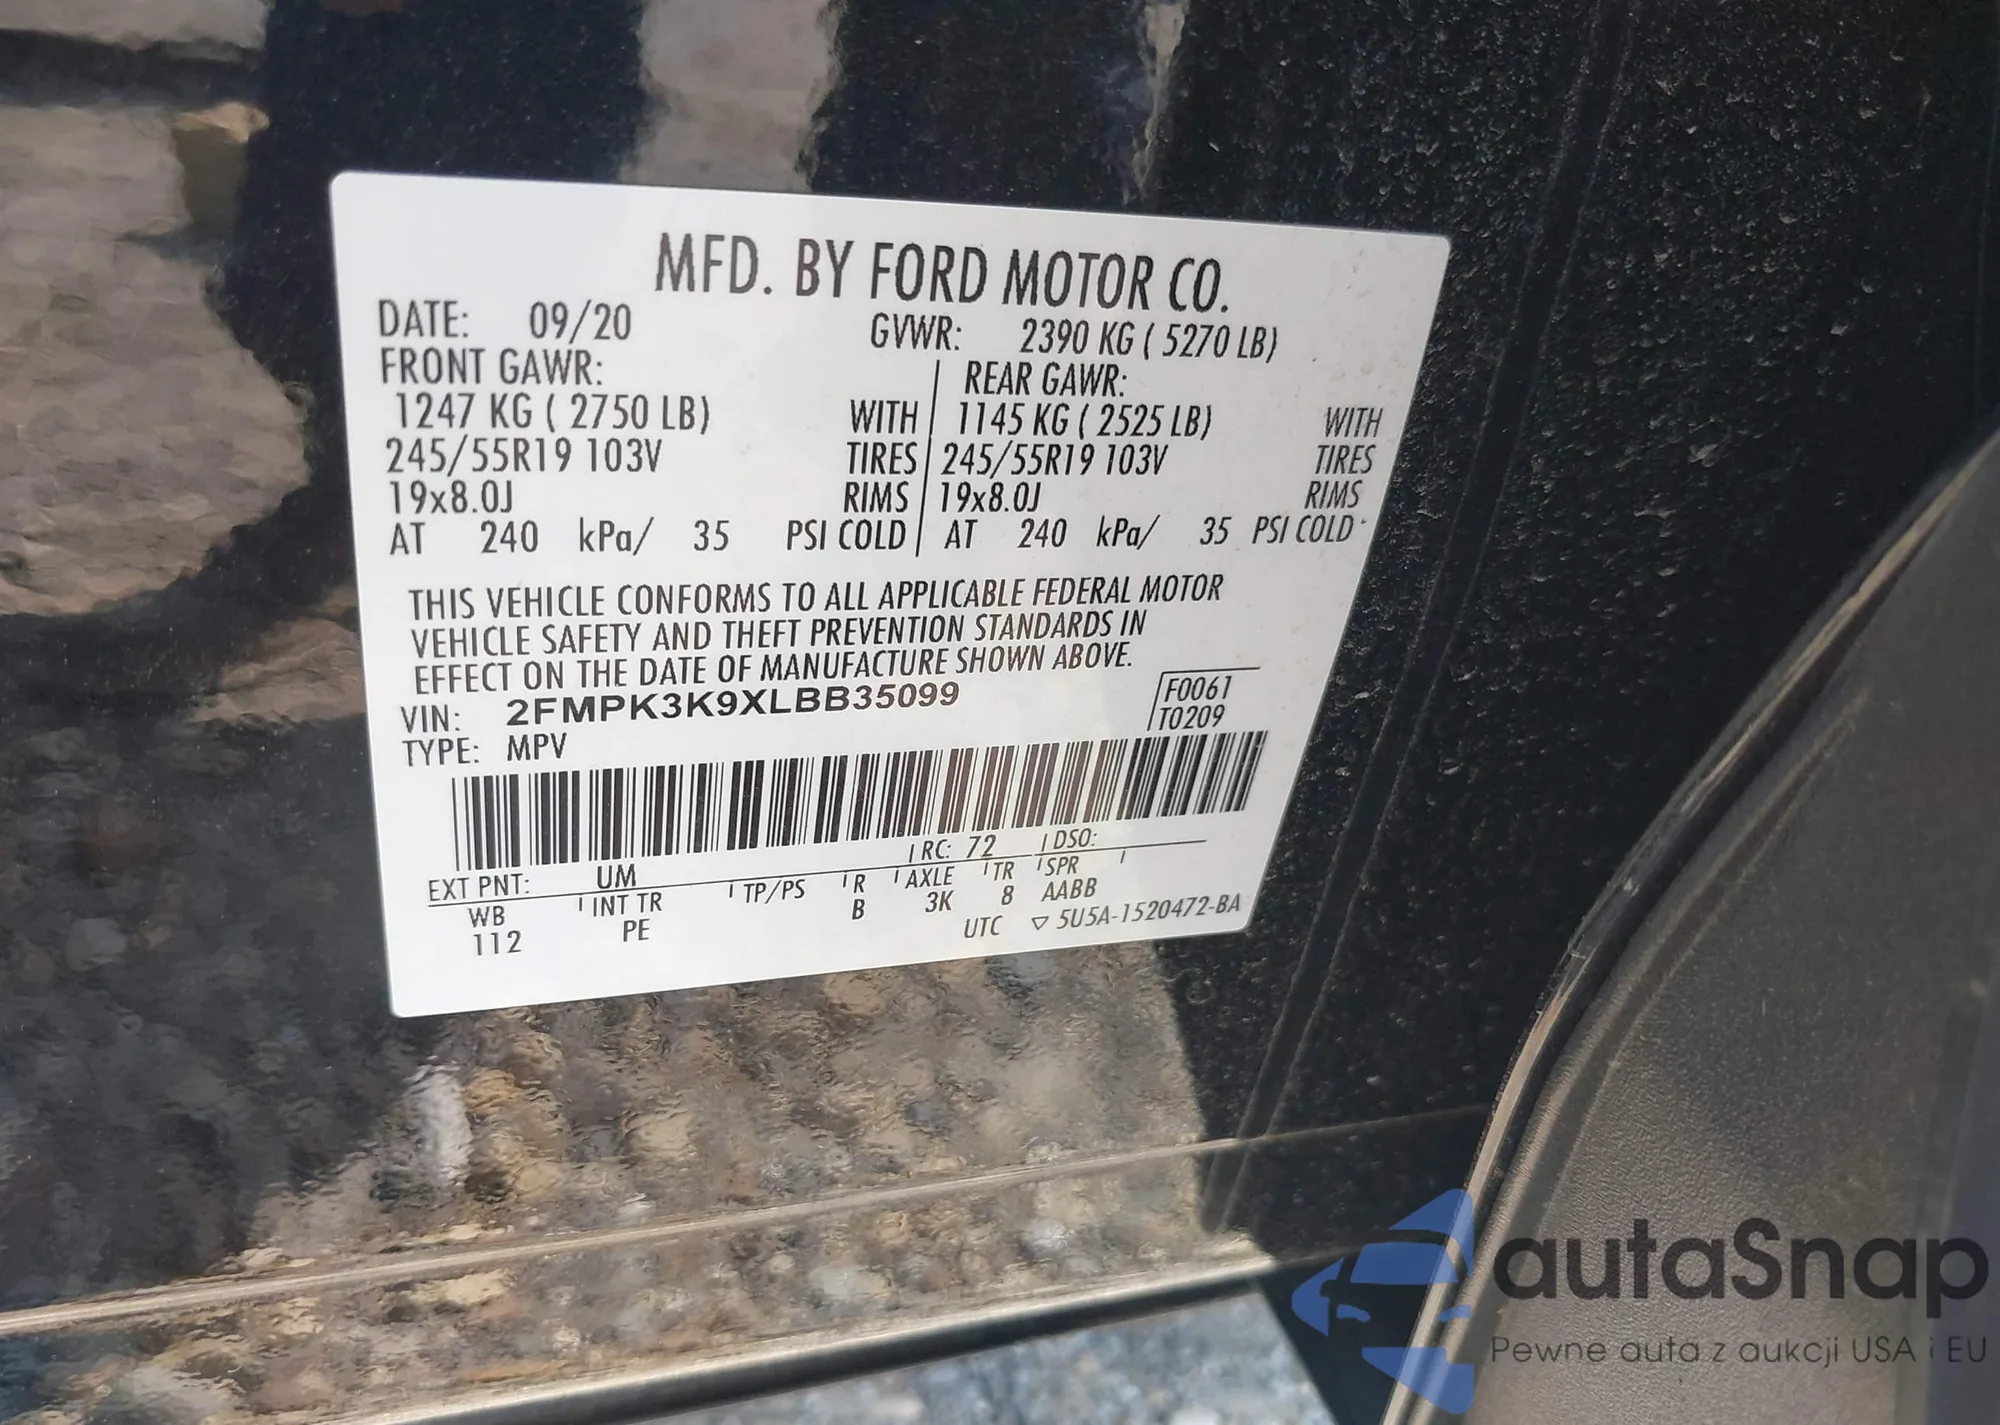 MFD. BY FORD MOTOR CO.
DATE: 09/20 GVWR: 2390 KG ( 5270 LB)
FRONT GAWR: REAR GAWR:
1247 KG ( 2750 LB) WITH 1145 KG ( 2525 LB) WITH
245/55R19 103V TIRES 245/55R19 103V TIRES
19x8.0J RIMS 19x8.0J RIMS
AT 240 kPa/ 35 PSI COLD AT 240 kPa/ 35 PSI COLD
THIS VEHICLE CONFORMS TO ALL APPLICABLE FEDERAL MOTOR
VEHICLE SAFETY AND THEFT PREVENTION STANDARDS IN
EFFECT ON THE DATE OF MANUFACTURE SHOWN ABOVE.
VIN: 2FMPK3K9XLBB35099 F0061
TYPE: MPV T0209
EXT PNT: UM RC: 72 DSO:
WB INT TR TP/PS R AXLE TR SPR
112 PE B 3K 8 AABB
UTC ▽ 5U5A-1520472-BA
autaSnap
Pewne auta z aukcji USA i EU